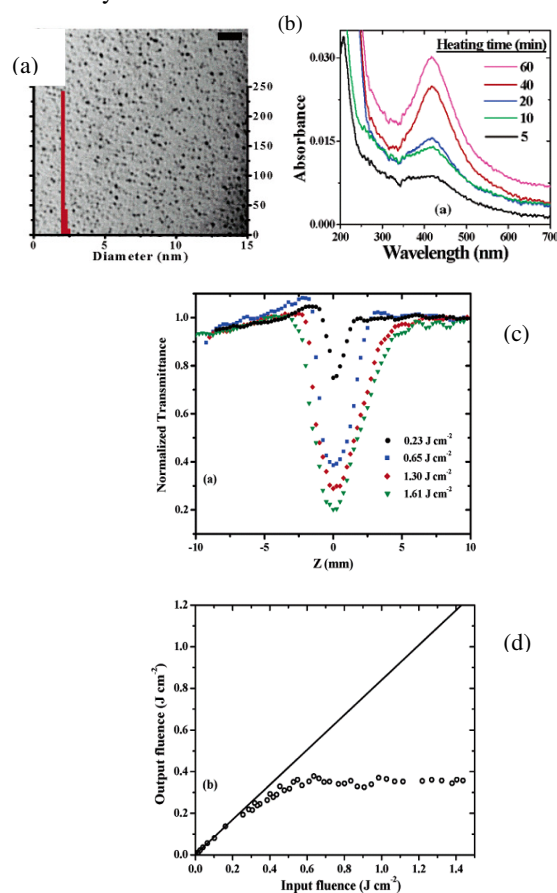 (a)
250
200
150
100
50
0
0 5 10 15
Diameter (nm)
(b)
Heating time (min)
60
40
20
10
5
0.030
0.015
0.000
Absorbance
(a)
200 300 400 500 600 700
Wavelength (nm)
(c)
1.0
0.8
0.6
0.4
0.2
Normalized Transmittance
0.23 J cm-2
0.65 J cm-2
1.30 J cm-2
1.61 J cm-2
(a)
-10 -5 0 5 10
Z (mm)
(d)
1.2
1.0
0.8
0.6
0.4
0.2
0.0
Output fluence (J cm-2)
(b)
0.0 0.2 0.4 0.6 0.8 1.0 1.2 1.4
Input fluence (J cm-2)